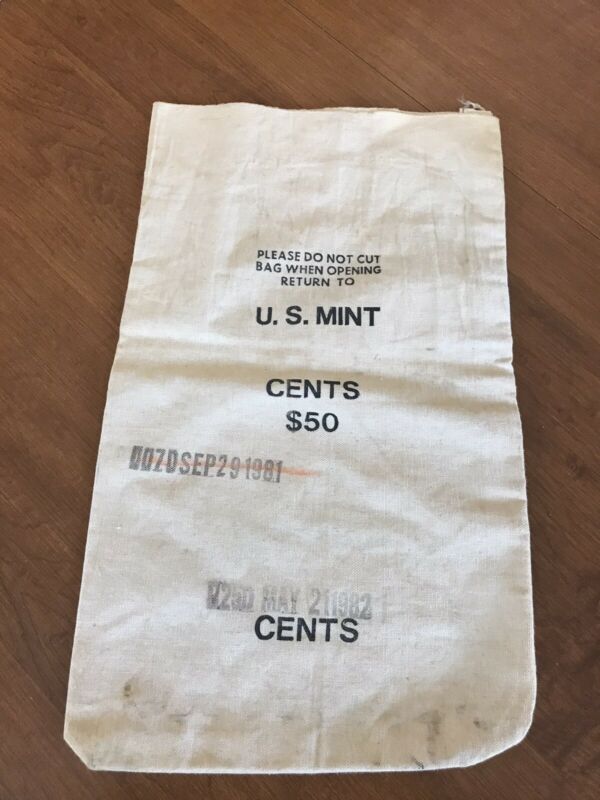 PLEASE DO NOT CUT
BAG WHEN OPENING
RETURN TO
U. S. MINT
CENTS
$50
SEP 29 1981
MAY 21 1982
CENTS